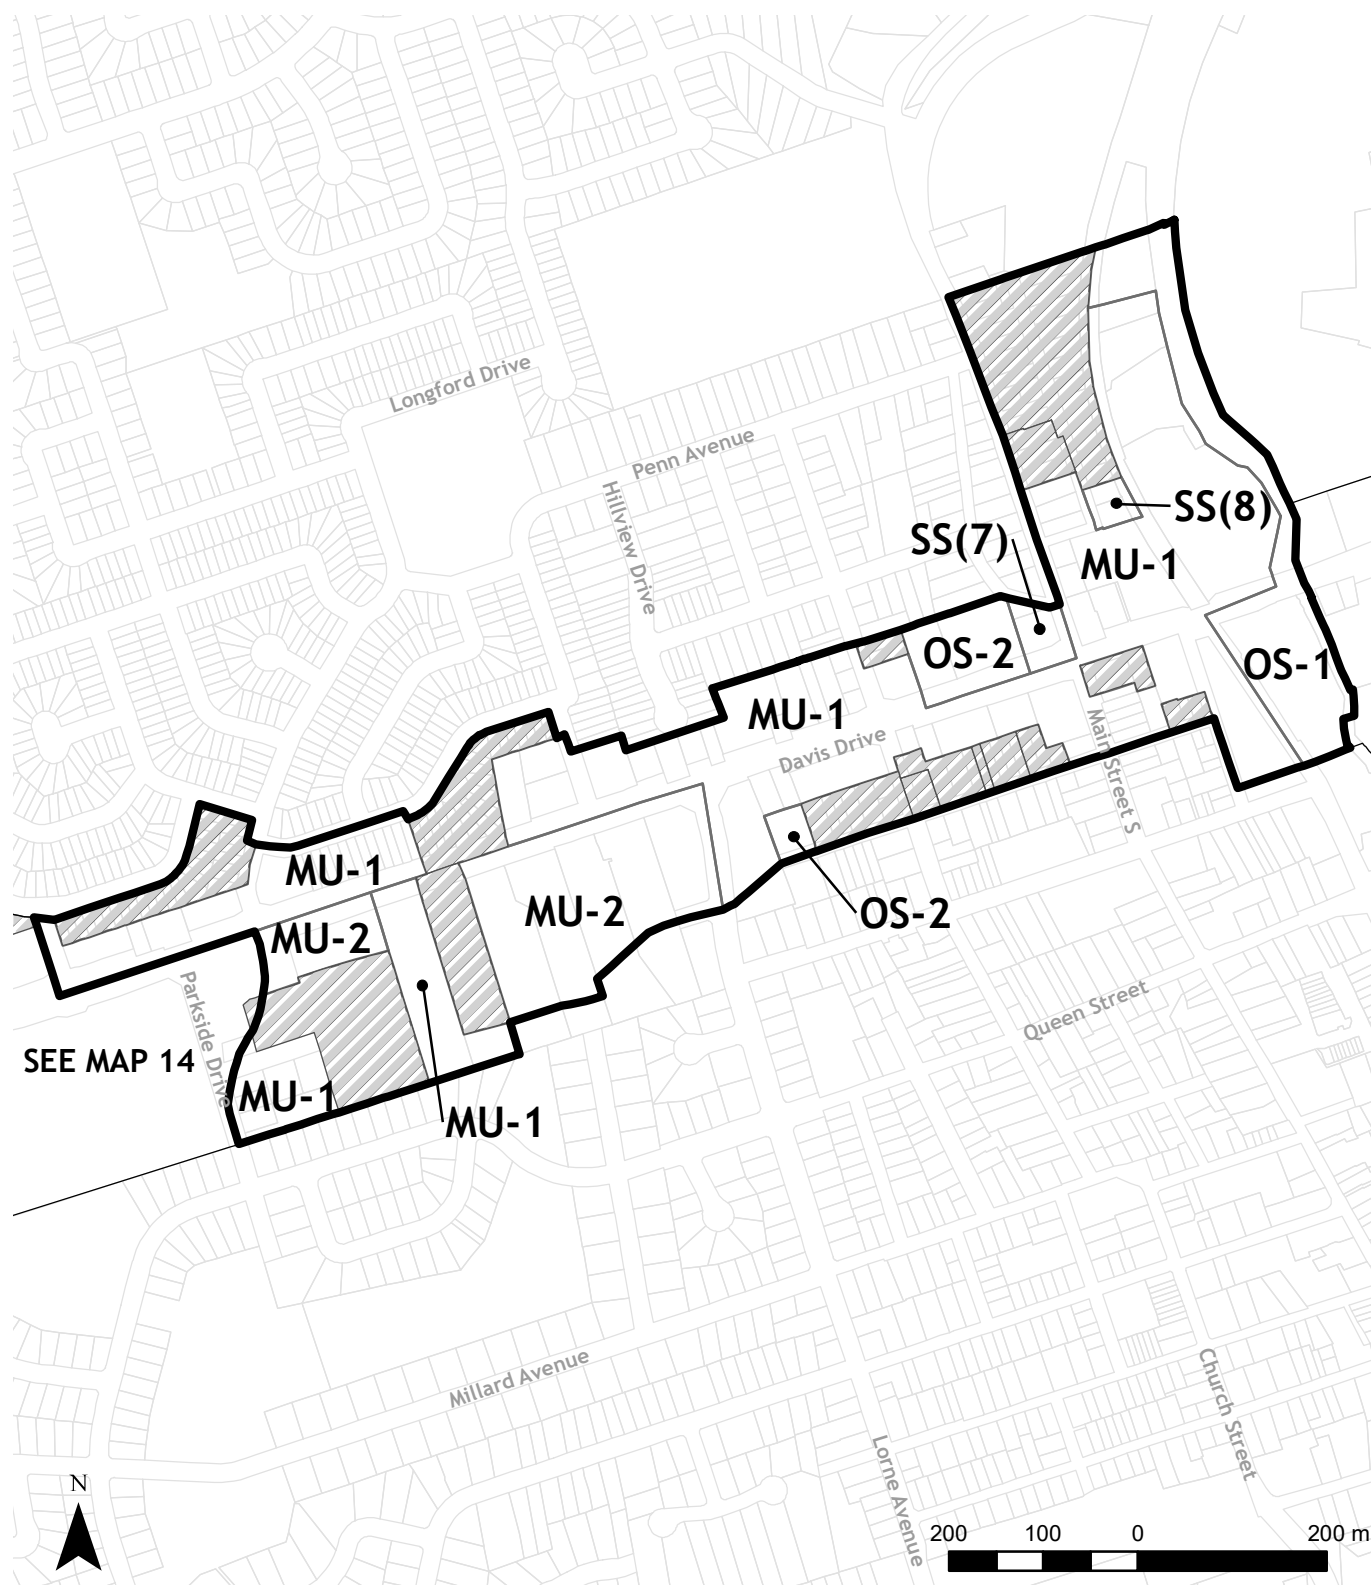 Longford Drive
Penn Avenue
Hillview Drive
SS(8)
SS(7)
MU-1
OS-2
OS-1
MU-1
Davis Drive
Main Street S
MU-1
MU-2
OS-2
MU-2
Parkside Drive
Queen Street
SEE MAP 14
MU-1
MU-1
Millard Avenue
Church Street
Lorne Avenue
N
200 100 0 200 m